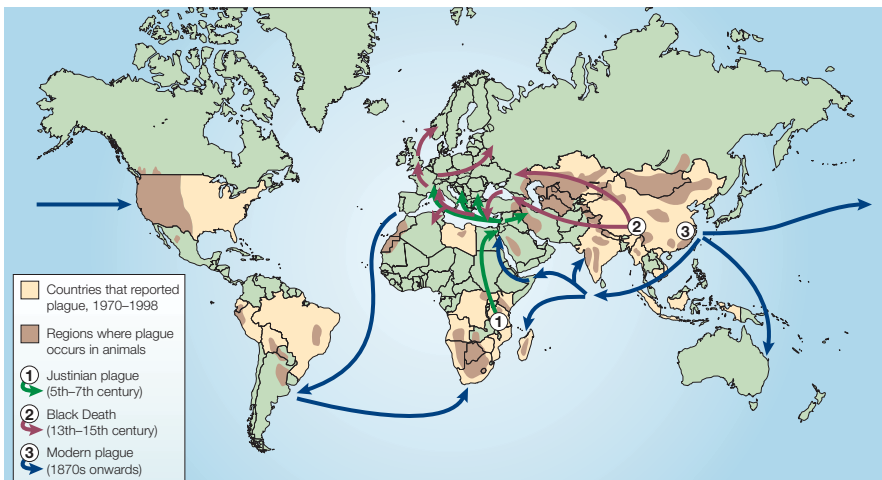 2
3
1
Countries that reported
plague, 1970–1998
Regions where plague
occurs in animals
1 Justinian plague
(5th–7th century)
2 Black Death
(13th–15th century)
3 Modern plague
(1870s onwards)